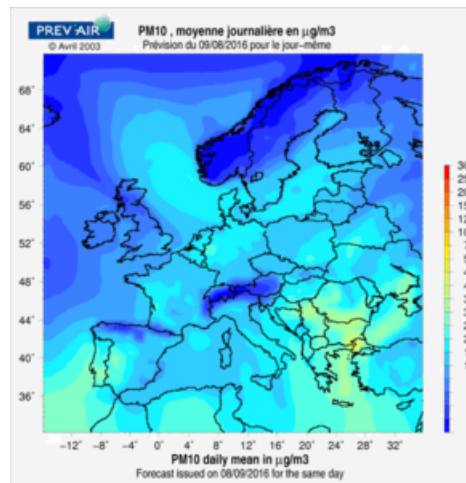 PREV'AIR
© Avril 2003
PM10 , moyenne journalière en µg/m3
Prévision du 09/08/2016 pour le jour-même
68°
64°
60°
56°
52°
48°
44°
40°
36°
−12° −8° −4° 0° 4° 8° 12° 16° 20° 24° 28° 32°
PM10 daily mean in µg/m3
Forecast issued on 08/09/2016 for the same day